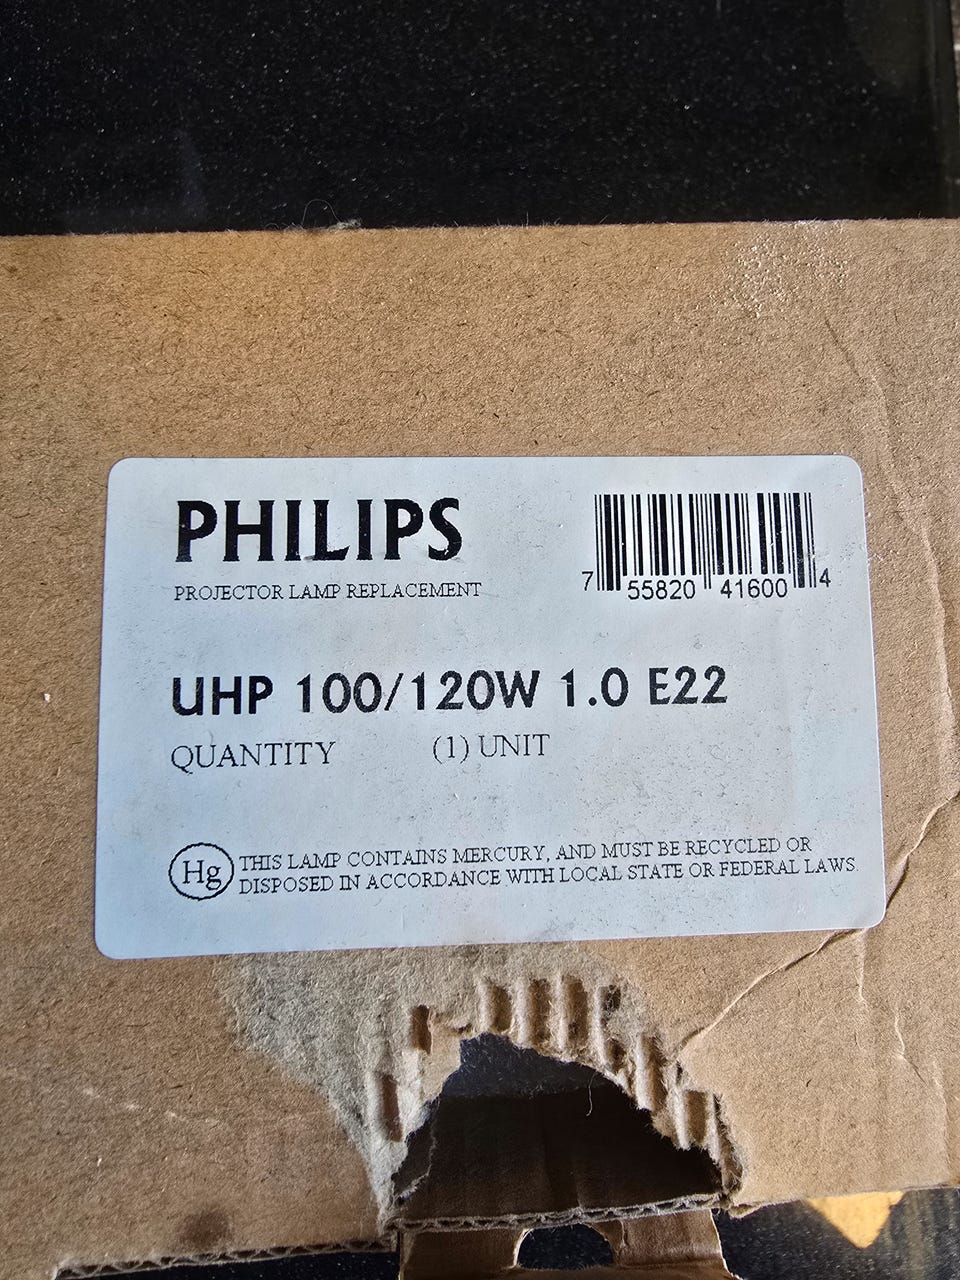 PHILIPS
PROJECTOR LAMP REPLACEMENT
7 55820 41600 4
UHP 100/120W 1.0 E22
QUANTITY (1) UNIT
Hg THIS LAMP CONTAINS MERCURY, AND MUST BE RECYCLED OR
DISPOSED IN ACCORDANCE WITH LOCAL STATE OR FEDERAL LAWS.